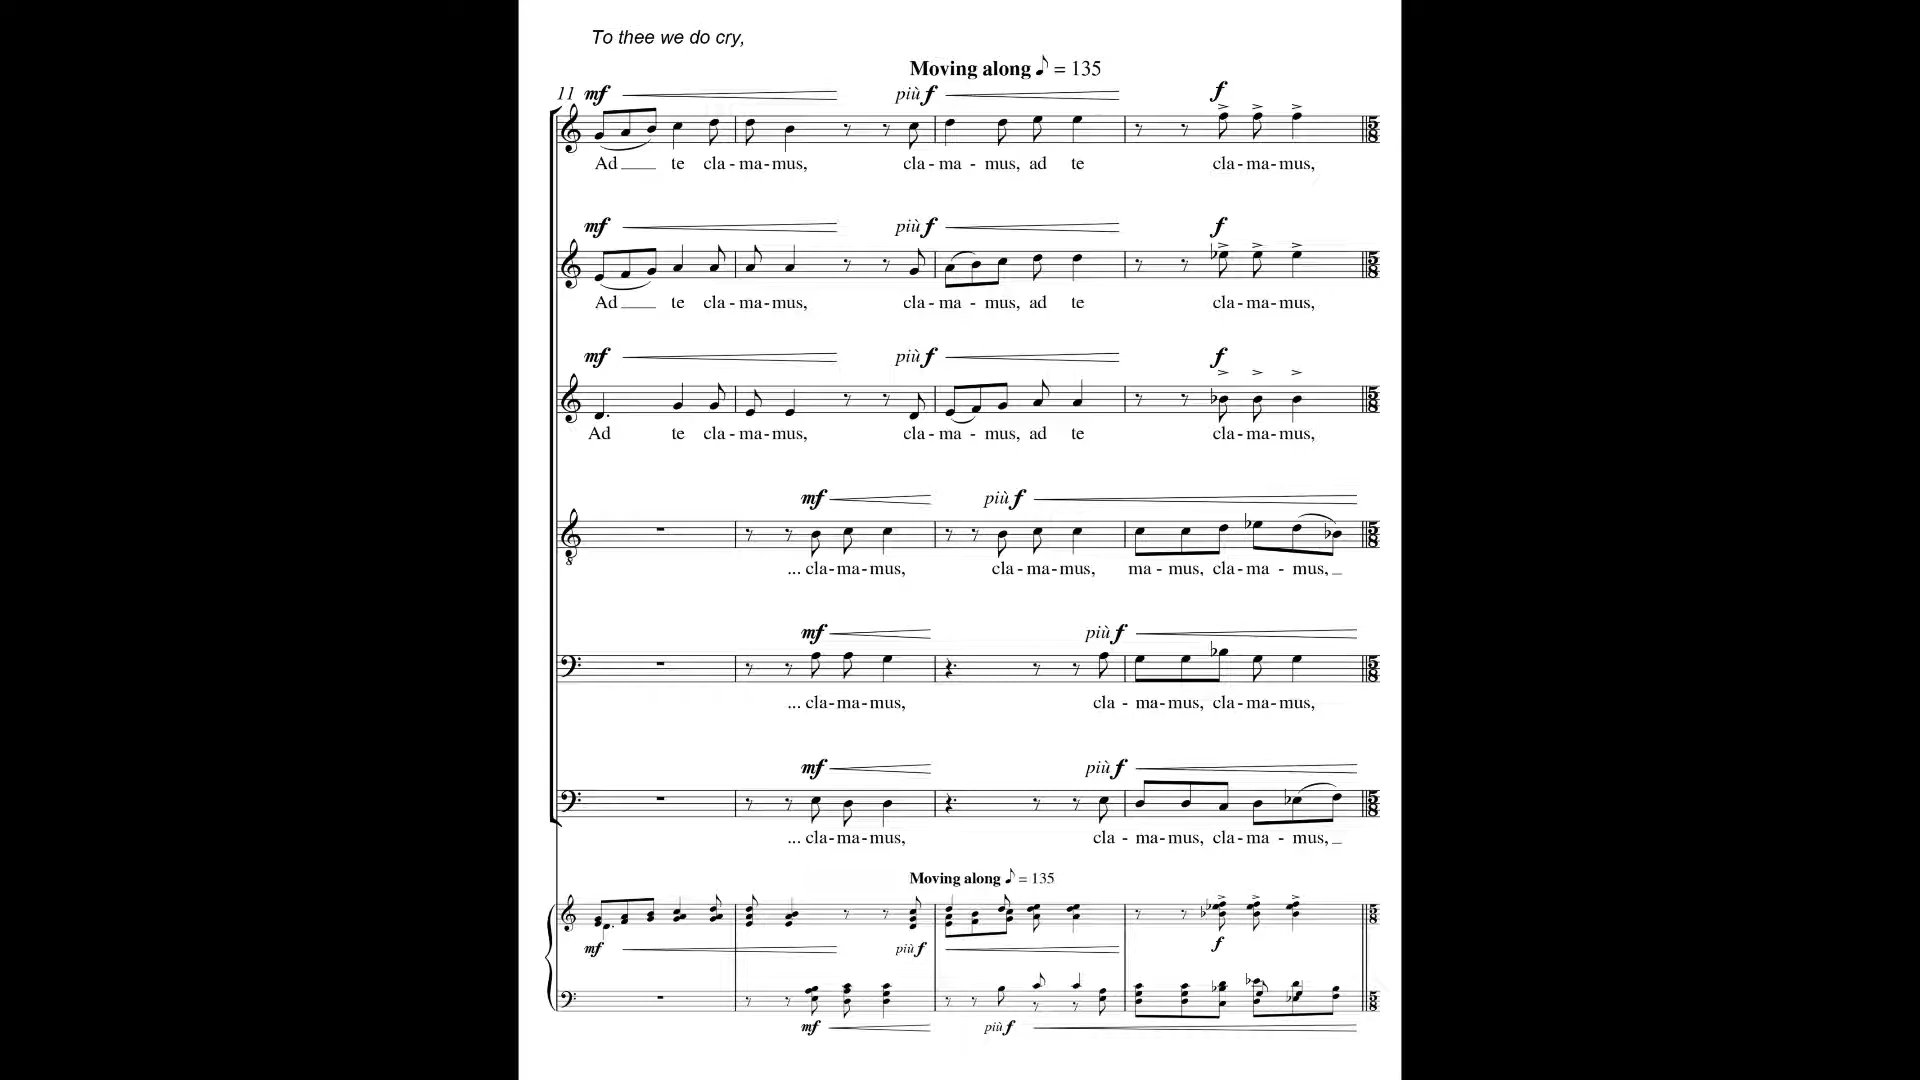 To thee we do cry,
Moving along ♪ = 135
11 mf più f f
Ad te cla - ma - mus, cla - ma - mus, ad te cla - ma - mus,
mf più f f
Ad te cla - ma - mus, cla - ma - mus, ad te cla - ma - mus,
mf più f f
Ad te cla - ma - mus, cla - ma - mus, ad te cla - ma - mus,
mf più f
8
... cla - ma - mus, cla - ma - mus, ma - mus, cla - ma - mus,
mf più f
... cla - ma - mus, cla - ma - mus, cla - ma - mus,
mf più f
... cla - ma - mus, cla - ma - mus, cla - ma - mus,
Moving along ♪ = 135
mf più f f
mf più f